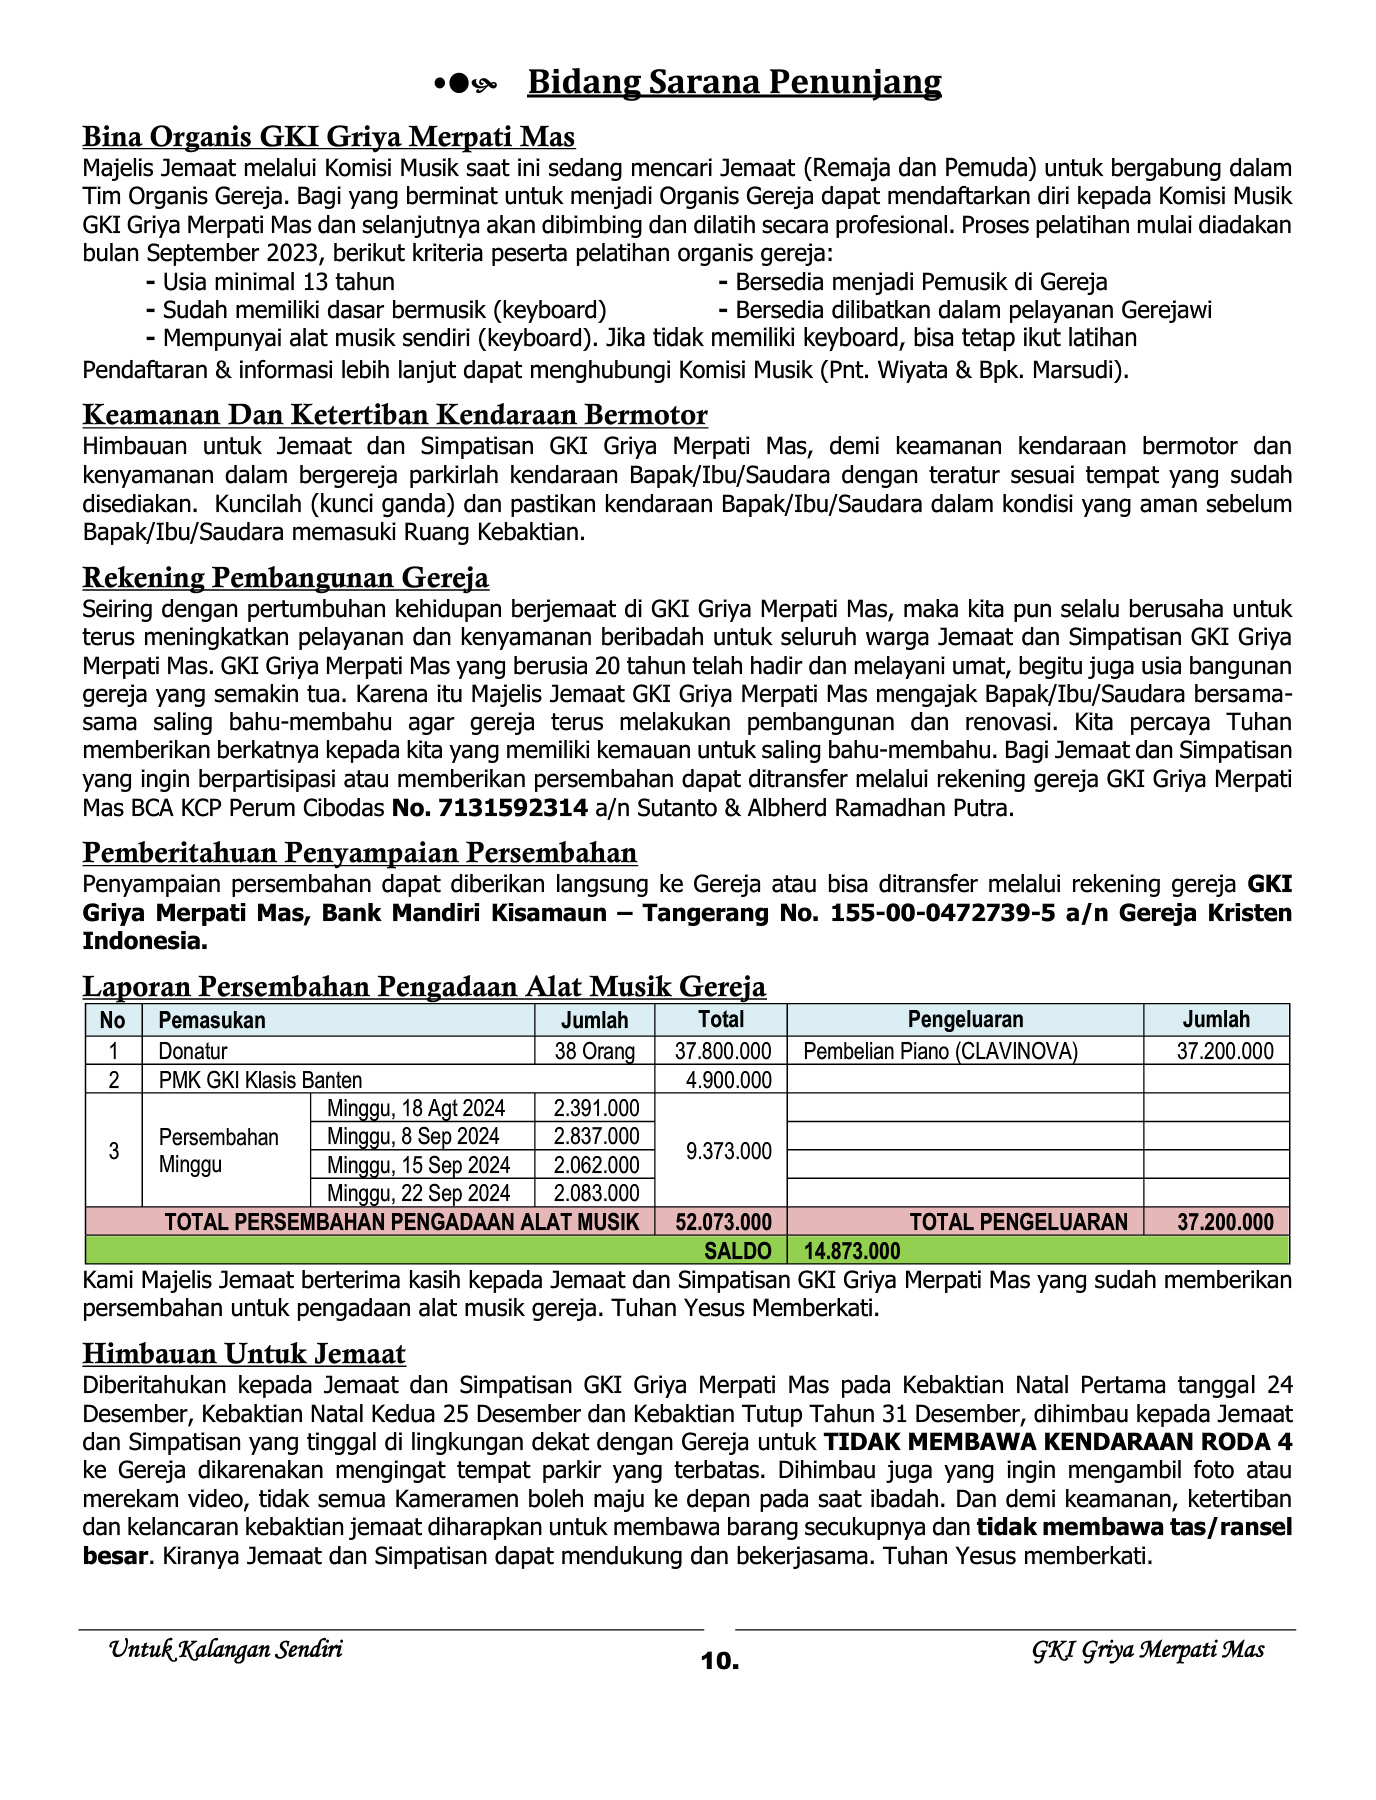 Bidang Sarana Penunjang
Bina Organis GKI Griya Merpati Mas
Majelis Jemaat melalui Komisi Musik saat ini sedang mencari Jemaat (Remaja dan Pemuda) untuk bergabung dalam
Tim Organis Gereja. Bagi yang berminat untuk menjadi Organis Gereja dapat mendaftarkan diri kepada Komisi Musik
GKI Griya Merpati Mas dan selanjutnya akan dibimbing dan dilatih secara profesional. Proses pelatihan mulai diadakan
bulan September 2023, berikut kriteria peserta pelatihan organis gereja:
- Usia minimal 13 tahun - Bersedia menjadi Pemusik di Gereja
- Sudah memiliki dasar bermusik (keyboard) - Bersedia dilibatkan dalam pelayanan Gerejawi
- Mempunyai alat musik sendiri (keyboard). Jika tidak memiliki keyboard, bisa tetap ikut latihan
Pendaftaran & informasi lebih lanjut dapat menghubungi Komisi Musik (Pnt. Wiyata & Bpk. Marsudi).
Keamanan Dan Ketertiban Kendaraan Bermotor
Himbauan untuk Jemaat dan Simpatisan GKI Griya Merpati Mas, demi keamanan kendaraan bermotor dan
kenyamanan dalam bergereja parkirlah kendaraan Bapak/Ibu/Saudara dengan teratur sesuai tempat yang sudah
disediakan. Kuncilah (kunci ganda) dan pastikan kendaraan Bapak/Ibu/Saudara dalam kondisi yang aman sebelum
Bapak/Ibu/Saudara memasuki Ruang Kebaktian.
Rekening Pembangunan Gereja
Seiring dengan pertumbuhan kehidupan berjemaat di GKI Griya Merpati Mas, maka kita pun selalu berusaha untuk
terus meningkatkan pelayanan dan kenyamanan beribadah untuk seluruh warga Jemaat dan Simpatisan GKI Griya
Merpati Mas. GKI Griya Merpati Mas yang berusia 20 tahun telah hadir dan melayani umat, begitu juga usia bangunan
gereja yang semakin tua. Karena itu Majelis Jemaat GKI Griya Merpati Mas mengajak Bapak/Ibu/Saudara bersama-
sama saling bahu-membahu agar gereja terus melakukan pembangunan dan renovasi. Kita percaya Tuhan
memberikan berkatnya kepada kita yang memiliki kemauan untuk saling bahu-membahu. Bagi Jemaat dan Simpatisan
yang ingin berpartisipasi atau memberikan persembahan dapat ditransfer melalui rekening gereja GKI Griya Merpati
Mas BCA KCP Perum Cibodas No. 7131592314 a/n Sutanto & Albherd Ramadhan Putra.
Pemberitahuan Penyampaian Persembahan
Penyampaian persembahan dapat diberikan langsung ke Gereja atau bisa ditransfer melalui rekening gereja GKI
Griya Merpati Mas, Bank Mandiri Kisamaun – Tangerang No. 155-00-0472739-5 a/n Gereja Kristen
Indonesia.
Laporan Persembahan Pengadaan Alat Musik Gereja
No Pemasukan Jumlah Total Pengeluaran Jumlah
1 Donatur 38 Orang 37.800.000 Pembelian Piano (CLAVINOVA) 37.200.000
2 PMK GKI Klasis Banten 4.900.000
3 Persembahan Minggu Minggu, 18 Agt 2024 2.391.000 9.373.000
Minggu, 8 Sep 2024 2.837.000
Minggu, 15 Sep 2024 2.062.000
Minggu, 22 Sep 2024 2.083.000
TOTAL PERSEMBAHAN PENGADAAN ALAT MUSIK 52.073.000 TOTAL PENGELUARAN 37.200.000
SALDO 14.873.000
Kami Majelis Jemaat berterima kasih kepada Jemaat dan Simpatisan GKI Griya Merpati Mas yang sudah memberikan
persembahan untuk pengadaan alat musik gereja. Tuhan Yesus Memberkati.
Himbauan Untuk Jemaat
Diberitahukan kepada Jemaat dan Simpatisan GKI Griya Merpati Mas pada Kebaktian Natal Pertama tanggal 24
Desember, Kebaktian Natal Kedua 25 Desember dan Kebaktian Tutup Tahun 31 Desember, dihimbau kepada Jemaat
dan Simpatisan yang tinggal di lingkungan dekat dengan Gereja untuk TIDAK MEMBAWA KENDARAAN RODA 4
ke Gereja dikarenakan mengingat tempat parkir yang terbatas. Dihimbau juga yang ingin mengambil foto atau
merekam video, tidak semua Kameramen boleh maju ke depan pada saat ibadah. Dan demi keamanan, ketertiban
dan kelancaran kebaktian jemaat diharapkan untuk membawa barang secukupnya dan tidak membawa tas/ransel
besar. Kiranya Jemaat dan Simpatisan dapat mendukung dan bekerjasama. Tuhan Yesus memberkati.
Untuk Kalangan Sendiri
10.
GKI Griya Merpati Mas